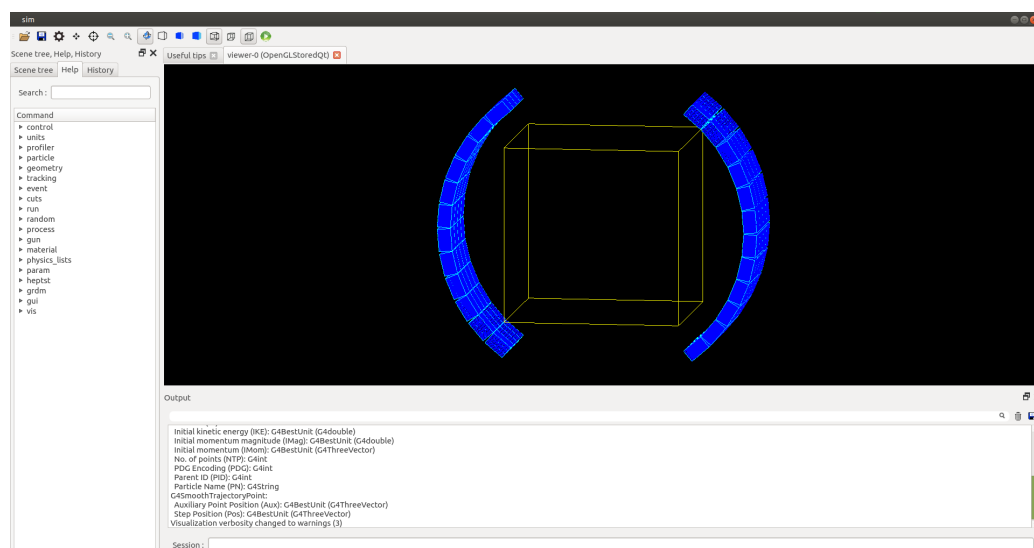 sim
Scene tree, Help, History
Useful tips
viewer-0 (OpenGLStoredQt)
Scene tree
Help
History
Search :
Command
control
units
profiler
particle
geometry
tracking
event
cuts
run
random
process
gun
material
physics_lists
param
heptst
grdm
gui
vis
Output
Initial kinetic energy (IKE): G4BestUnit (G4double)
Initial momentum magnitude (IMag): G4BestUnit (G4double)
Initial momentum (IMom): G4BestUnit (G4ThreeVector)
No. of points (NTP): G4int
PDG Encoding (PDG): G4int
Parent ID (PID): G4int
Particle Name (PN): G4String
G4SmoothTrajectoryPoint:
Auxiliary Point Position (Aux): G4BestUnit (G4ThreeVector)
Step Position (Pos): G4BestUnit (G4ThreeVector)
Visualization verbosity changed to warnings (3)
Session :